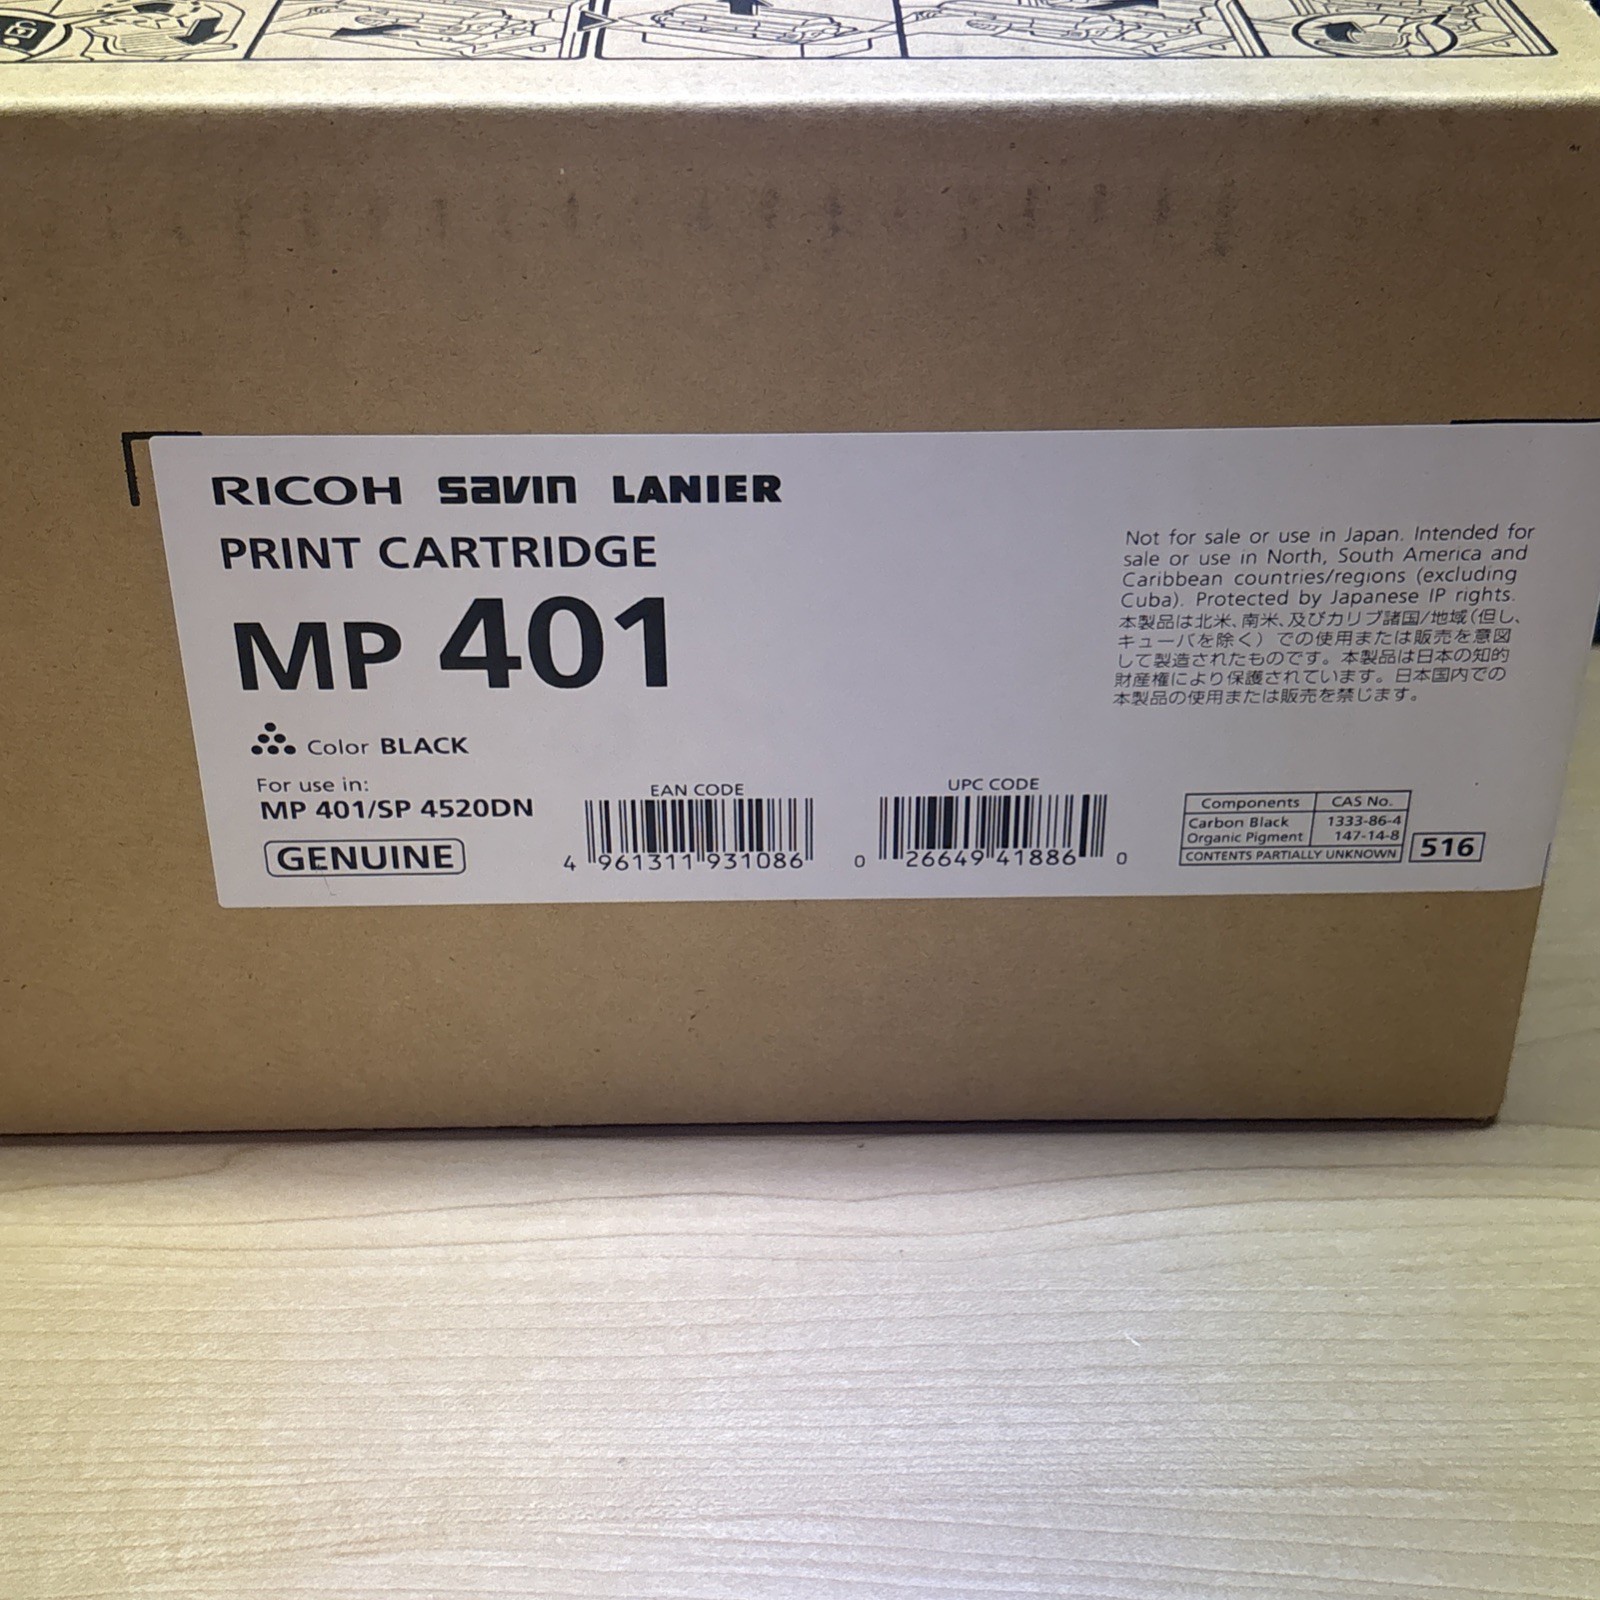 RICOH savin LANIER
PRINT CARTRIDGE
MP 401
Color BLACK
For use in:
MP 401/SP 4520DN
GENUINE
EAN CODE
4 961311 931086
UPC CODE
0 26649 41886 0
Not for sale or use in Japan. Intended for
sale or use in North, South America and
Caribbean countries/regions (excluding
Cuba). Protected by Japanese IP rights.
本製品は北米、南米、及びカリブ諸国/地域(但し、
キューバを除く）での使用または販売を意図
して製造されたものです。本製品は日本の知的
財産権により保護されています。日本国内での
本製品の使用または販売を禁じます。
Components CAS No.
Carbon Black 1333-86-4
Organic Pigment 147-14-8
CONTENTS PARTIALLY UNKNOWN
516